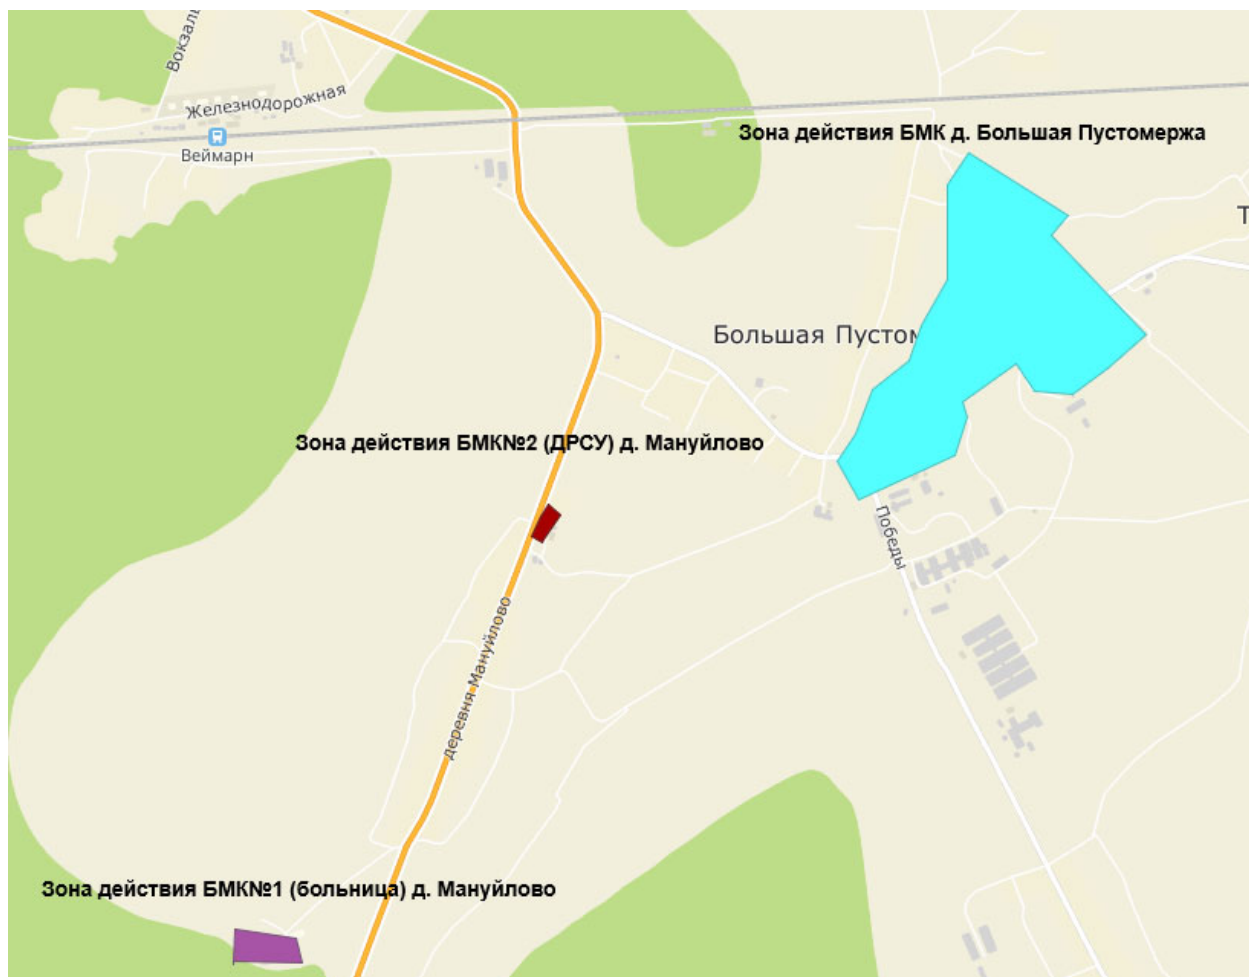 Железнодорожная
Веймарн
Зона действия БМК д. Большая Пустомержа
Т
Большая Пустом
Зона действия БМК№2 (ДРСУ) д. Мануйлово
Победы
деревня Мануйлово
Зона действия БМК№1 (больница) д. Мануйлово